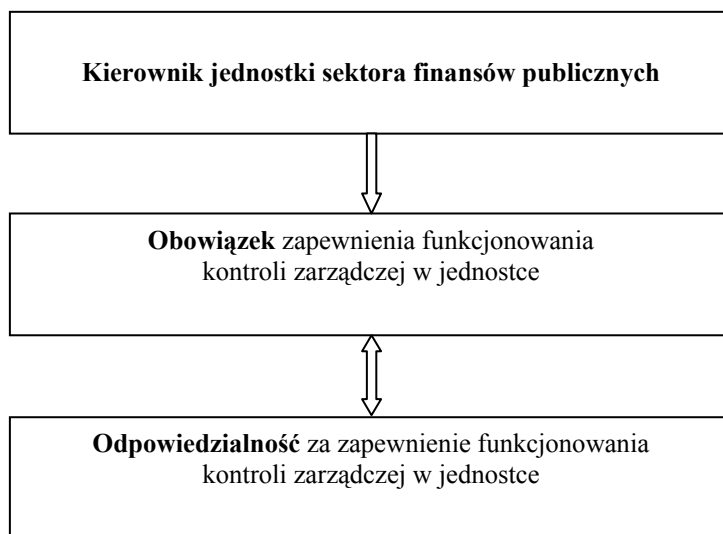 Kierownik jednostki sektora finansów publicznych
Obowiązek zapewnienia funkcjonowania
kontroli zarządczej w jednostce
Odpowiedzialność za zapewnienie funkcjonowania
kontroli zarządczej w jednostce